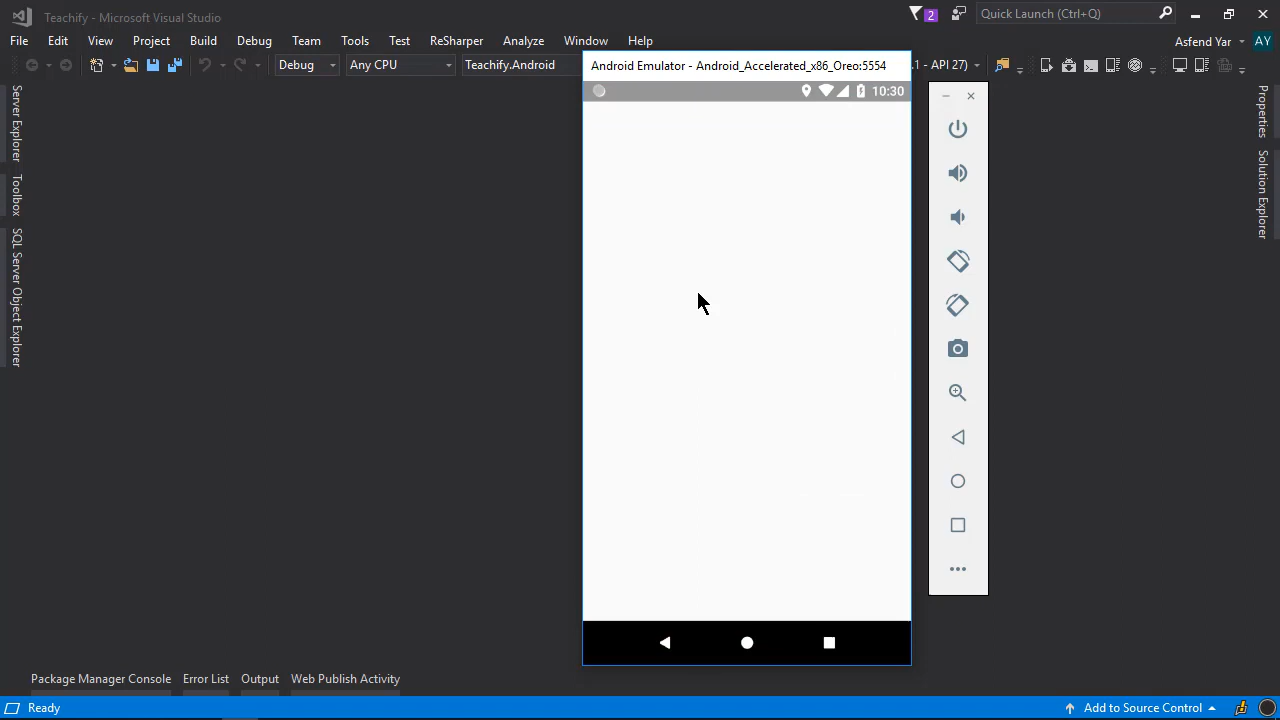 Teachify - Microsoft Visual Studio
2
Quick Launch (Ctrl+Q)
File Edit View Project Build Debug Team Tools Test ReSharper Analyze Window Help
Asfend Yar AY
Debug Any CPU Teachify.Android .1 - API 27)
Android Emulator - Android_Accelerated_x86_Oreo:5554
10:30
Server Explorer
Toolbox
SQL Server Object Explorer
Properties
Solution Explorer
Package Manager Console Error List Output Web Publish Activity
Ready
Add to Source Control